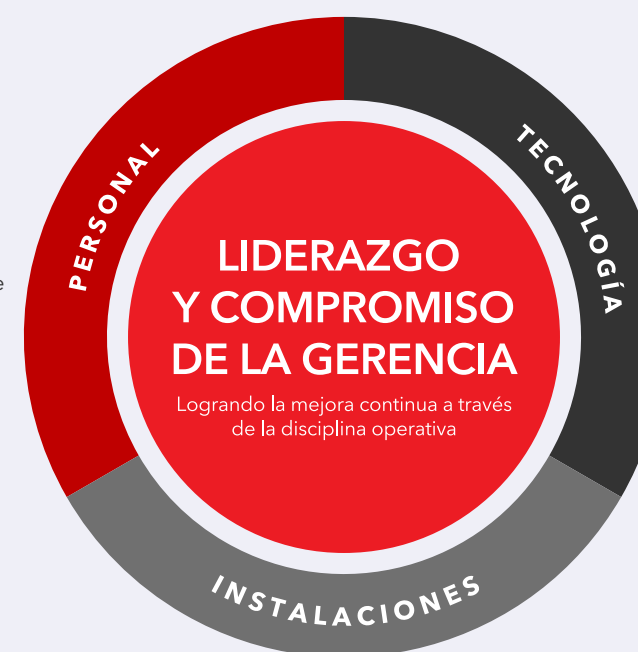 PERSONAL
TECNOLOGÍA
e
LIDERAZGO
Y COMPROMISO
DE LA GERENCIA
Logrando la mejora continua a través
de la disciplina operativa
INSTALACIONES